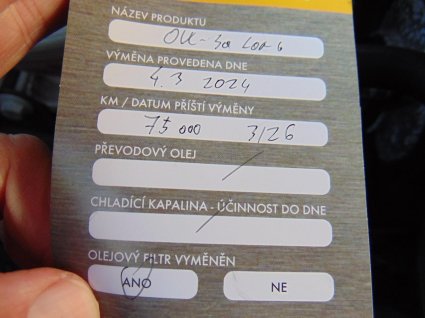 NÁZEV PRODUKTU
VÝMĚNA PROVEDENA DNE
4.3 2024
KM / DATUM PŘÍŠTÍ VÝMĚNY
75 000 3/26
PŘEVODOVÝ OLEJ
CHLADÍCÍ KAPALINA - ÚČINNOST DO DNE
OLEJOVÝ FILTR VYMĚNĚN
ANO NE